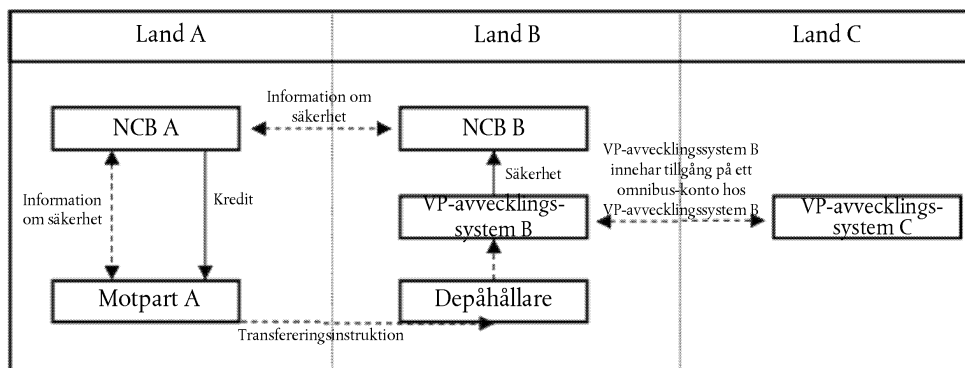 Land A
Land B
Land C
Information om
säkerhet
NCB A
NCB B
VP-avvecklingssystem B
innehar tillgång på ett
omnibus-konto hos
VP-avvecklingssystem B
Information
om säkerhet
Kredit
Säkerhet
VP-avvecklings-
system B
VP-avvecklings-
system C
Motpart A
Depåhållare
Transfereringsinstruktion